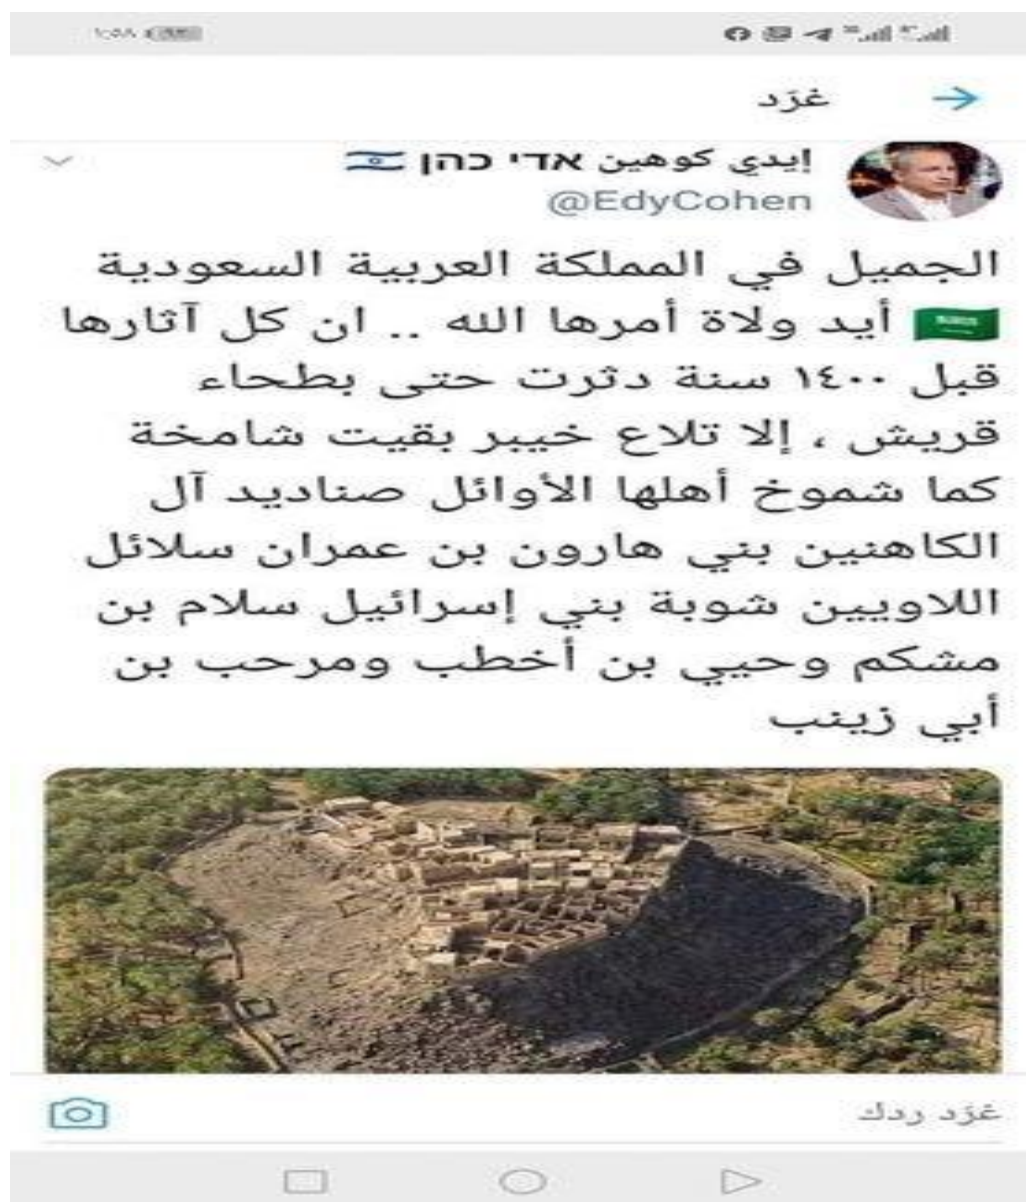 ١:٥٨
غرّد
إيدي كوهين אדי כהן
@EdyCohen
الجميل في المملكة العربية السعودية
أيد ولاة أمرها الله .. ان كل آثارها
قبل ١٤٠٠ سنة دثرت حتى بطحاء
قريش ، إلا تلاع خيبر بقيت شامخة
كما شموخ أهلها الأوائل صناديد آل
الكاهنين بني هارون بن عمران سلائل
اللاويين شوبة بني إسرائيل سلام بن
مشكم وحيي بن أخطب ومرحب بن
أبي زينب
غرّد ردك